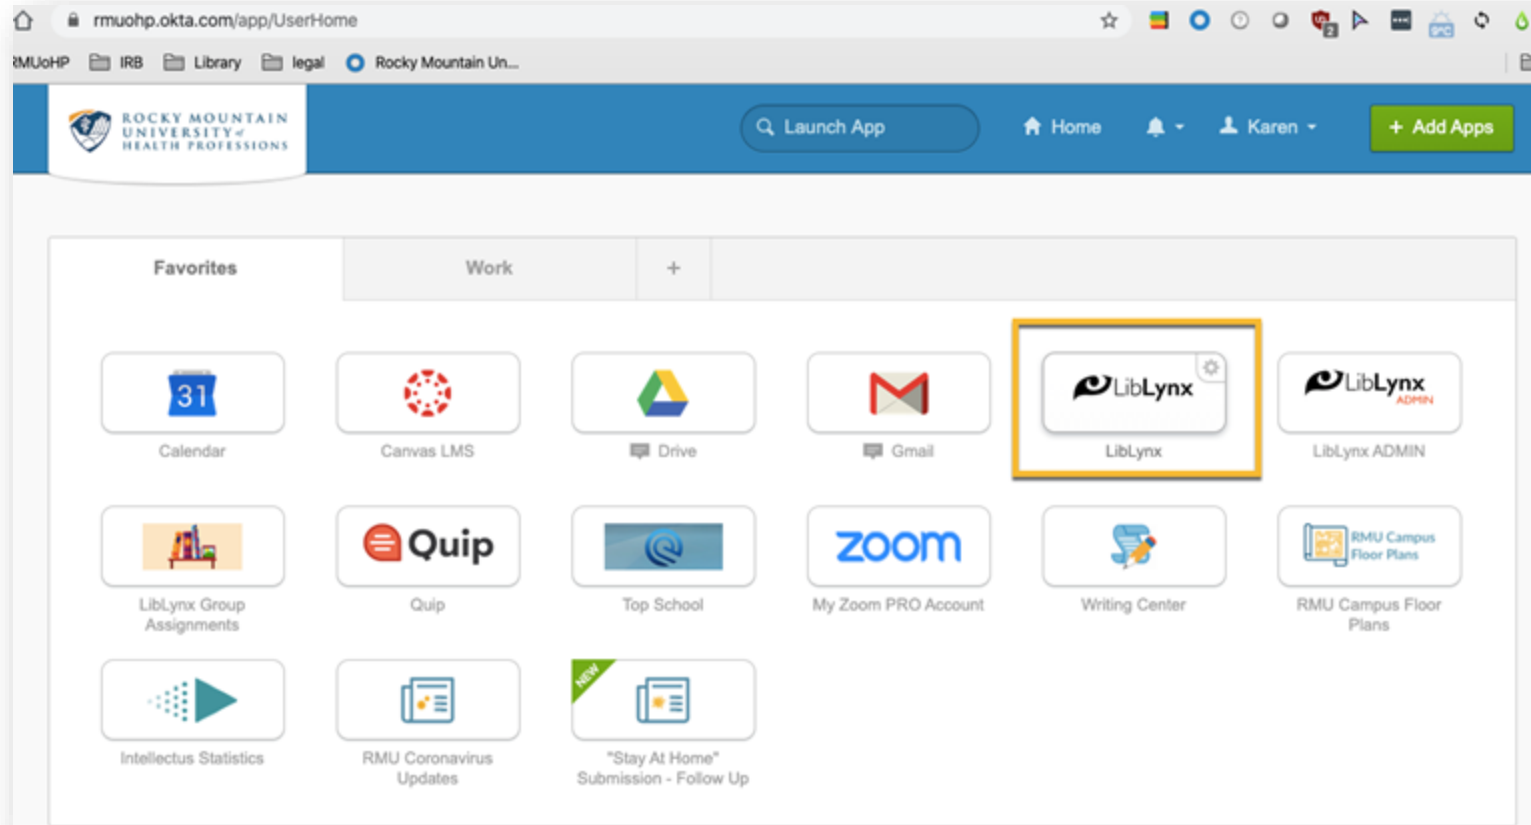 rmuohp.okta.com/app/UserHome
2
RMUoHP IRB Library legal Rocky Mountain Un...
ROCKY MOUNTAIN
UNIVERSITY of
HEALTH PROFESSIONS
Launch App Home Karen + Add Apps
Favorites Work +
31
LibLynx
LibLynx
ADMIN
Calendar Canvas LMS Drive Gmail LibLynx LibLynx ADMIN
Quip
zoom
RMU Campus
Floor Plans
LibLynx Group
Assignments
Quip
Top School
My Zoom PRO Account
Writing Center
RMU Campus Floor
Plans
NEW
Intellectus Statistics
RMU Coronavirus
Updates
"Stay At Home"
Submission - Follow Up